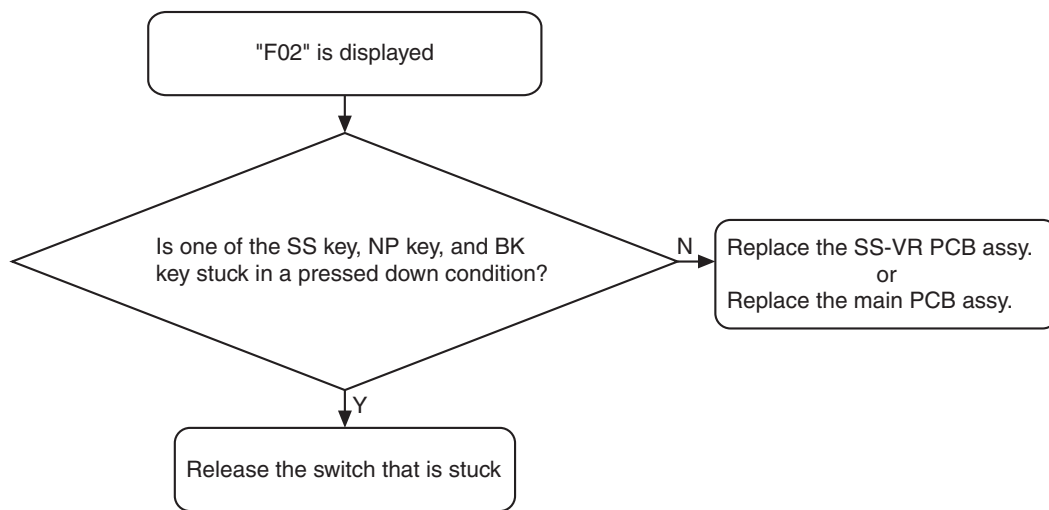 "F02" is displayed
Is one of the SS key, NP key, and BK
key stuck in a pressed down condition?
N
Replace the SS-VR PCB assy.
or
Replace the main PCB assy.
Y
Release the switch that is stuck